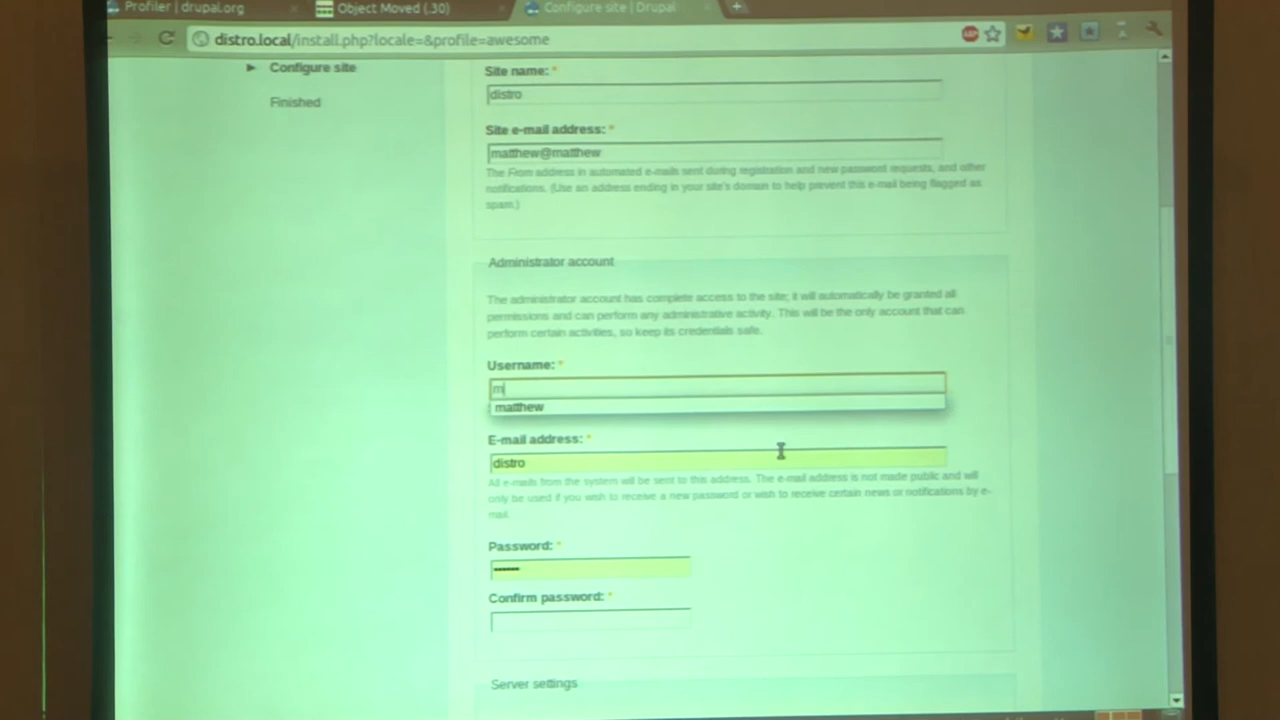 Profiler | drupal.org
Object Moved (.30)
Configure site | Drupal
distro.local/install.php?locale=&profile=awesome
ABP
Configure site
Finished
Site name: *
distro
Site e-mail address: *
matthew@matthew
The From address in automated e-mails sent during registration and new password requests, and other
notifications. (Use an address ending in your site's domain to help prevent this e-mail being flagged as
spam.)
Administrator account
The administrator account has complete access to the site; it will automatically be granted all
permissions and can perform any administrative activity. This will be the only account that can
perform certain activities, so keep its credentials safe.
Username: *
m
matthew
E-mail address: *
distro
All e-mails from the system will be sent to this address. The e-mail address is not made public and will
only be used if you wish to receive a new password or wish to receive certain news or notifications by e-
mail.
Password: *
Confirm password: *
Server settings